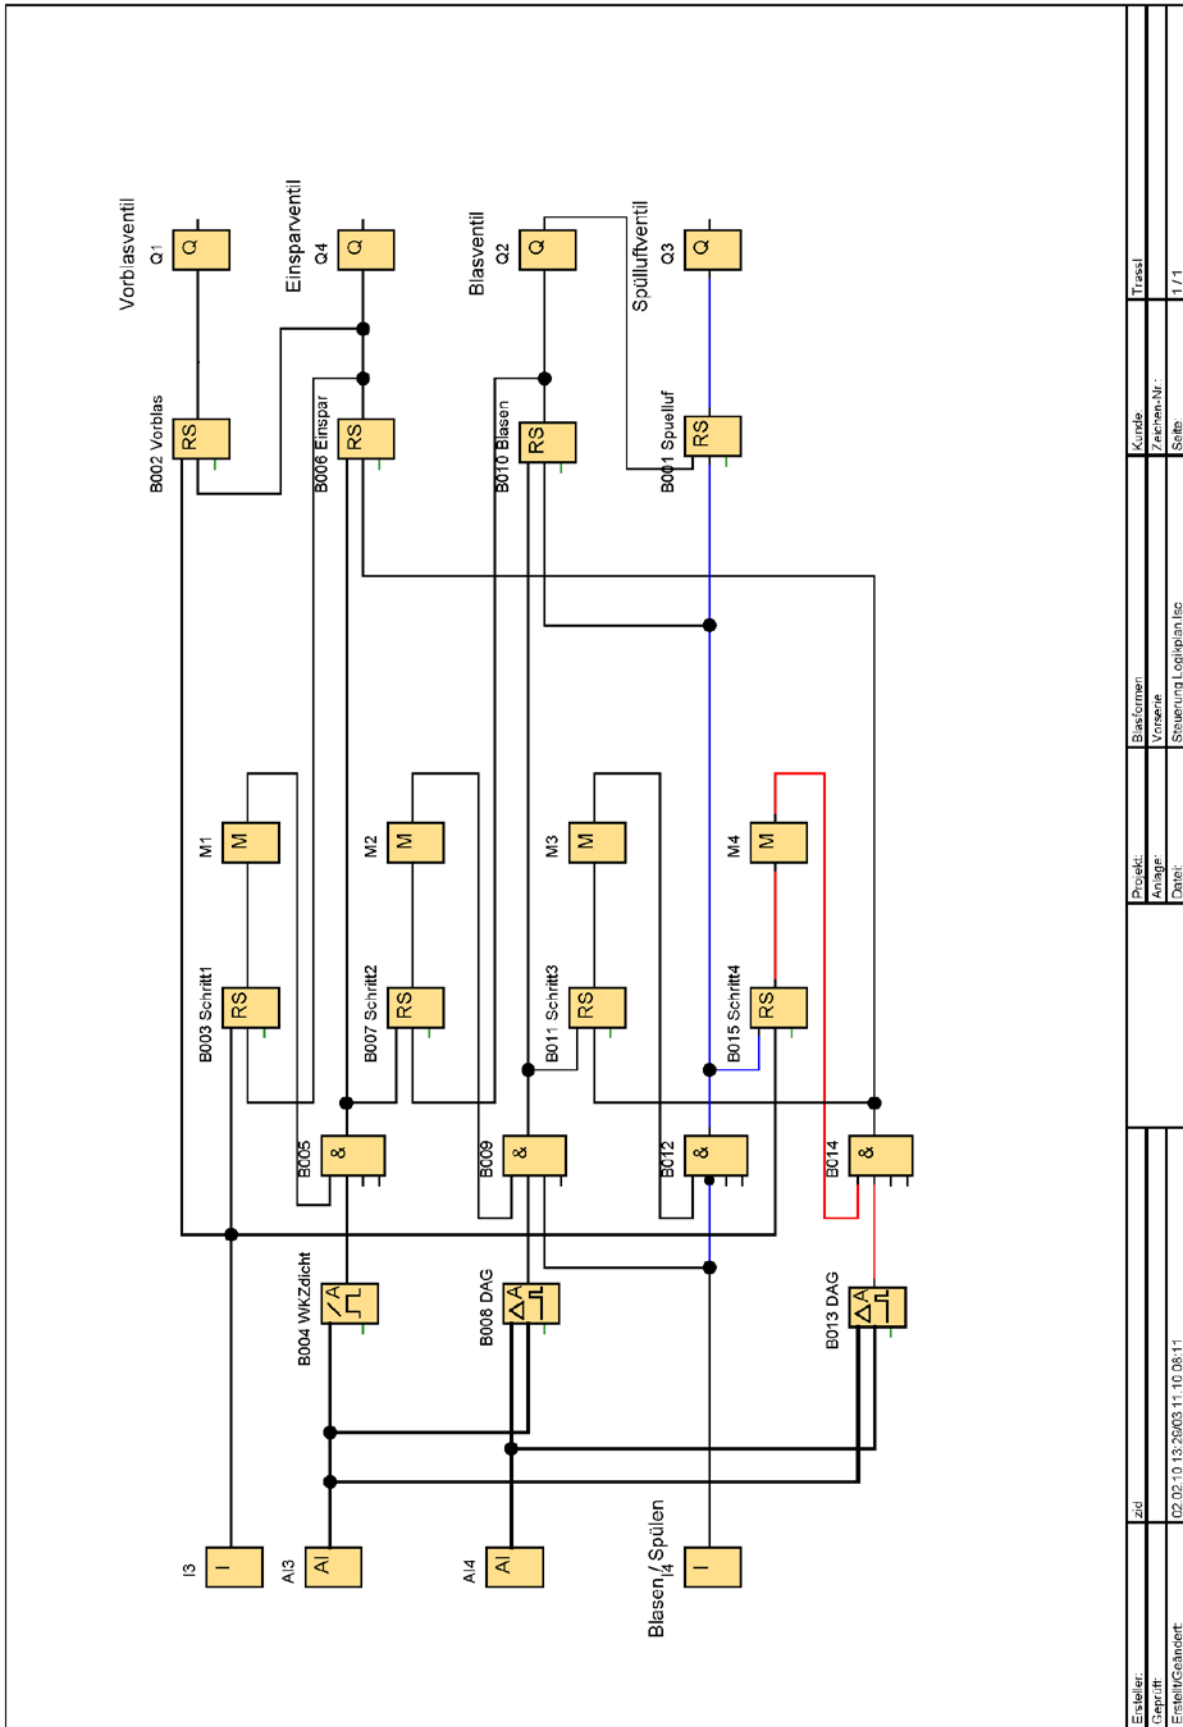 Vorblasventil
Q1
Q
Einsparventil
Q4
Q
Blasventil
Q2
Q
Spülluftventil
Q3
Q
B002 Vorblas
RS
B006 Einspar
RS
B010 Blasen
RS
B001 Spuelluf
RS
M1
M
M2
M
M3
M
M4
M
B003 Schritt1
RS
B007 Schritt2
RS
B011 Schritt3
RS
B015 Schritt4
RS
B005
&
B009
&
B012
&
B014
&
B004 WKZdicht
A
B008 DAG
ΔA
B013 DAG
ΔA
I3
I
AI3
AI
AI4
AI
Blasen / Spülen
I4
I
Ersteller: zid
Geprüft:
Erstellt/Geändert: 02.02.10 13:29/03.11.10 08:11
Projekt: Blasformen
Anlage: Vorserie
Datei: Steuerung Logikplan.lsc
Kunde: Trassl
Zeichen-Nr.:
Seite: 1 / 1